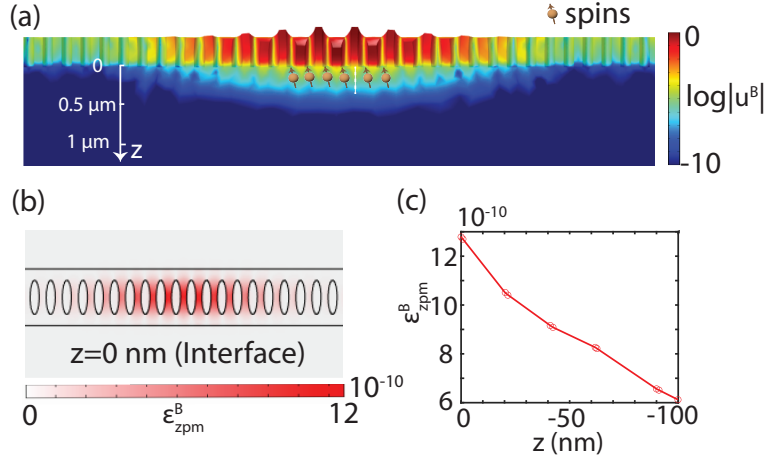 (a)
spins
0
0.5 μm
1 μm
z
0
log|u^B|
-10
(b)
z=0 nm (Interface)
10^-10
0
ε^B_zpm
12
(c)
10^-10
12
10
8
6
ε^B_zpm
0
-50
-100
z (nm)